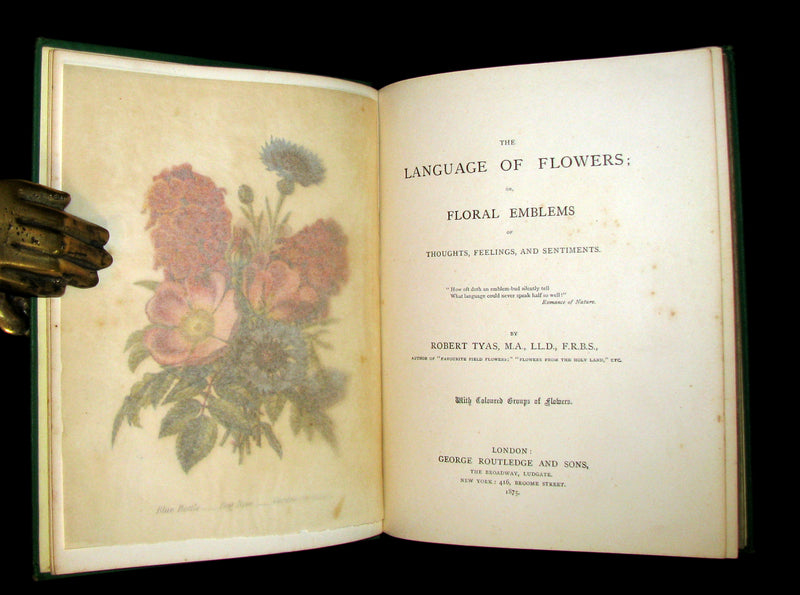 Blue Bottle
THE
LANGUAGE OF FLOWERS;
OR,
FLORAL EMBLEMS
OF
THOUGHTS, FEELINGS, AND SENTIMENTS.
"How oft doth an emblem-bud silently tell
What language could never speak half so well!"
Romance of Nature.
BY
ROBERT TYAS, M.A., LL.D., F.R.B.S.,
AUTHOR OF "FAVOURITE FIELD FLOWERS;" "FLOWERS FROM THE HOLY LAND," ETC.
With Coloured Groups of Flowers.
LONDON:
GEORGE ROUTLEDGE AND SONS,
THE BROADWAY, LUDGATE.
NEW YORK: 416, BROOME STREET.
1875.